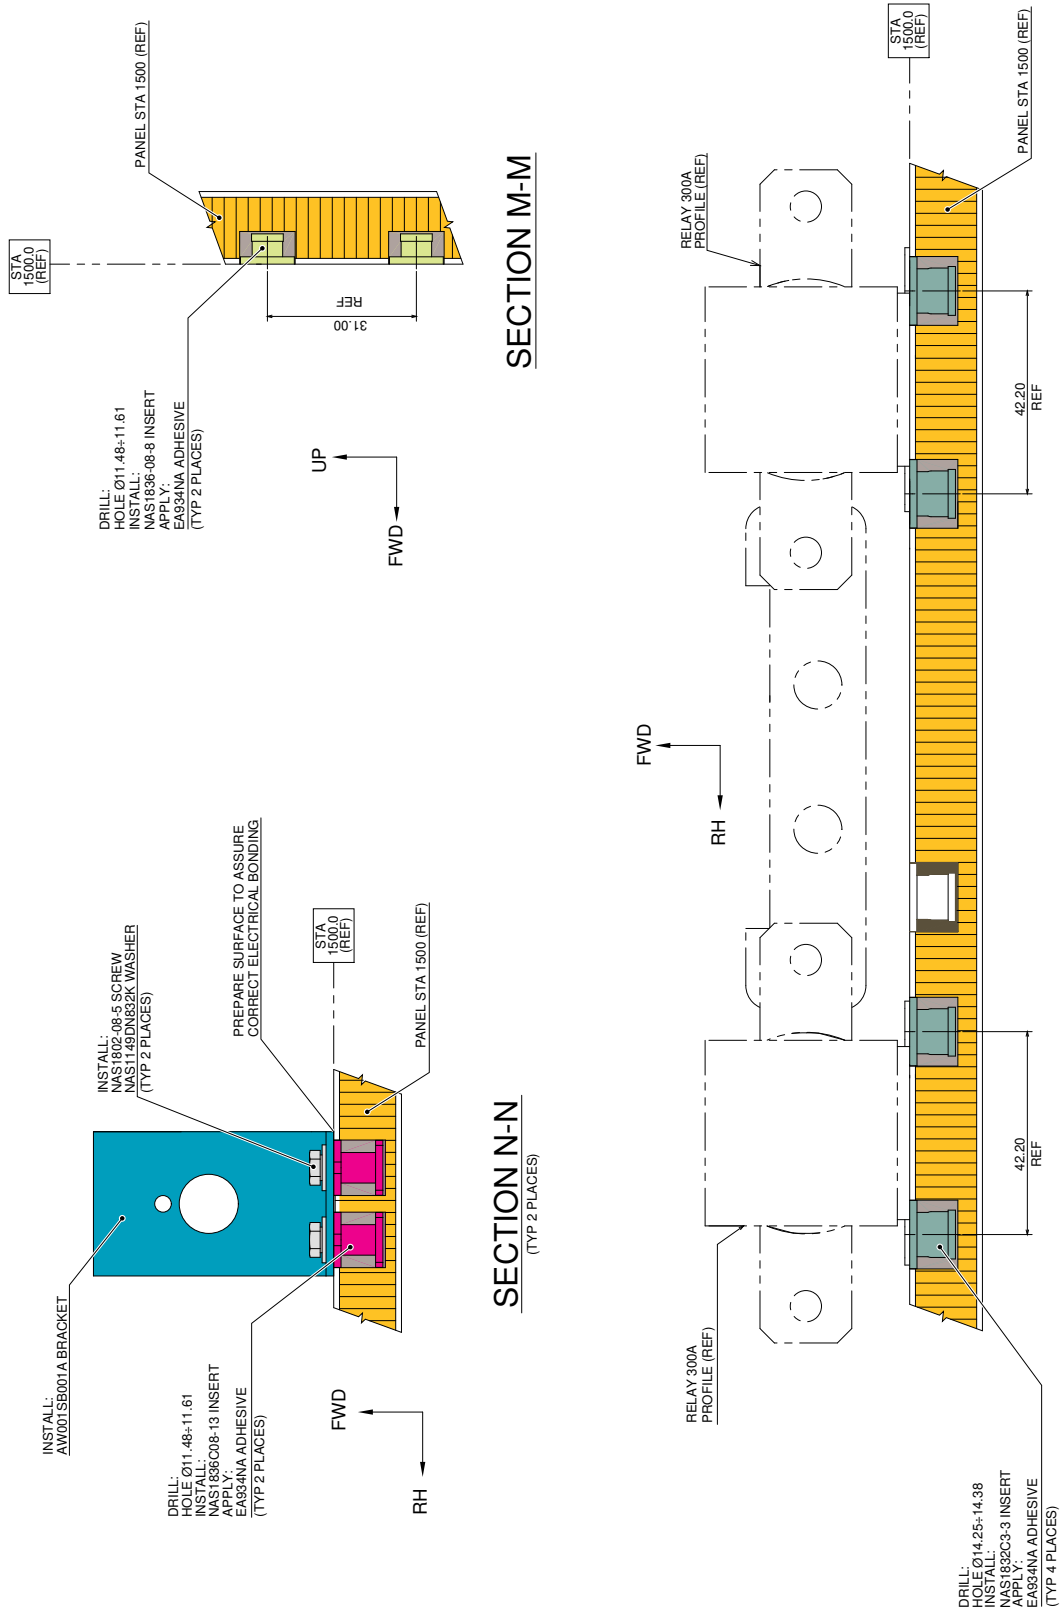 INSTALL:
AW001SB001A BRACKET
INSTALL:
NAS1802-08-5 SCREW
NAS1149DN832K WASHER
(TYP 2 PLACES)
PREPARE SURFACE TO ASSURE
CORRECT ELECTRICAL BONDING
STA
1500.0
(REF)
PANEL STA 1500 (REF)
DRILL:
HOLE Ø11.48÷11.61
INSTALL:
NAS1836C08-13 INSERT
APPLY:
EA934NA ADHESIVE
(TYP 2 PLACES)
FWD
RH
SECTION N-N
(TYP 2 PLACES)
STA
1500.0
(REF)
PANEL STA 1500 (REF)
DRILL:
HOLE Ø11.48÷11.61
INSTALL:
NAS1836-08-8 INSERT
APPLY:
EA934NA ADHESIVE
(TYP 2 PLACES)
31.00
REF
UP
FWD
SECTION M-M
FWD
RH
RELAY 300A
PROFILE (REF)
RELAY 300A
PROFILE (REF)
STA
1500.0
(REF)
PANEL STA 1500 (REF)
42.20
REF
42.20
REF
DRILL:
HOLE Ø14.25÷14.38
INSTALL:
NAS1832C3-3 INSERT
APPLY:
EA934NA ADHESIVE
(TYP 4 PLACES)